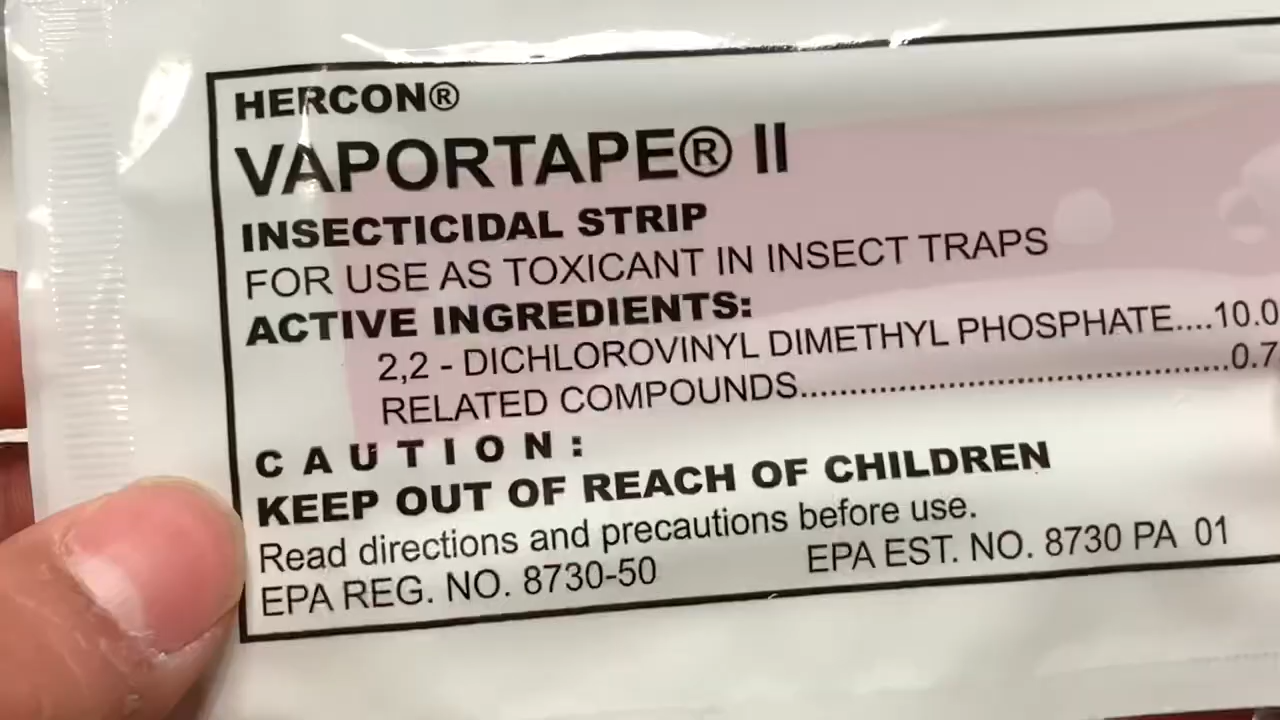 HERCON®
VAPORTAPE® II
INSECTICIDAL STRIP
FOR USE AS TOXICANT IN INSECT TRAPS
ACTIVE INGREDIENTS:
2,2 - DICHLOROVINYL DIMETHYL PHOSPHATE....10.0
RELATED COMPOUNDS..........................................0.7
CAUTION:
KEEP OUT OF REACH OF CHILDREN
Read directions and precautions before use.
EPA REG. NO. 8730-50 EPA EST. NO. 8730 PA 01